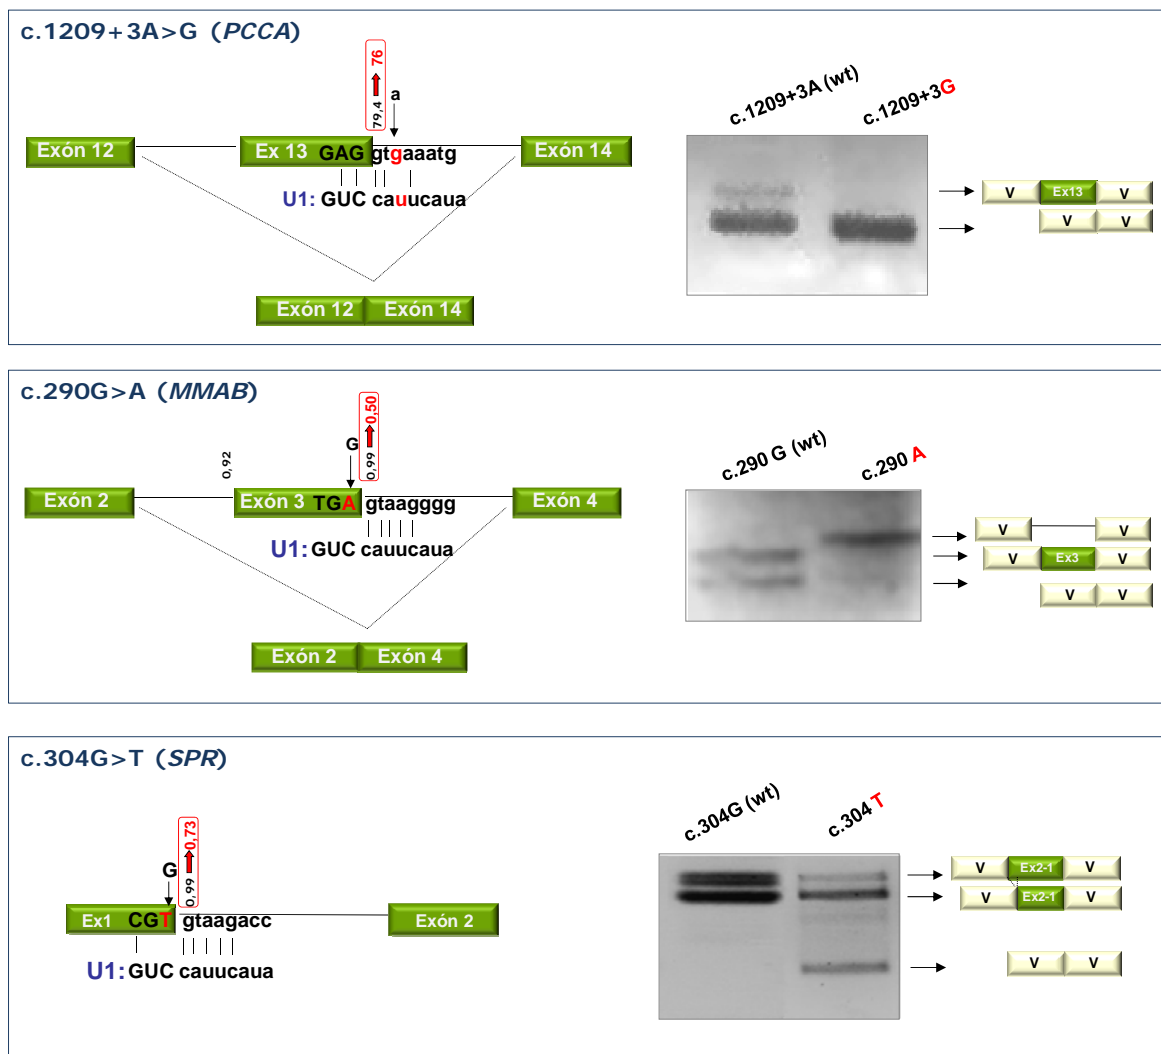 c.1209+3A>G (PCCA)
79,4 76
a
Exón 12
Ex 13 GAG gtgaaatg
Exón 14
U1: GUC cauucaua
Exón 12 Exón 14
c.1209+3A (wt)
c.1209+3G
V Ex13 V
V V
c.290G>A (MMAB)
0,99 0,50
G
0,92
Exón 2
Exón 3 TGA gtaagggg
Exón 4
U1: GUC cauucaua
Exón 2 Exón 4
c.290 G (wt)
c.290 A
V V
V Ex3 V
V V
c.304G>T (SPR)
0,99 0,73
G
Ex1 CGT gtaagacc
Exón 2
U1: GUC cauucaua
c.304G (wt)
c.304 T
V Ex2-1 V
V Ex2-1 V
V V